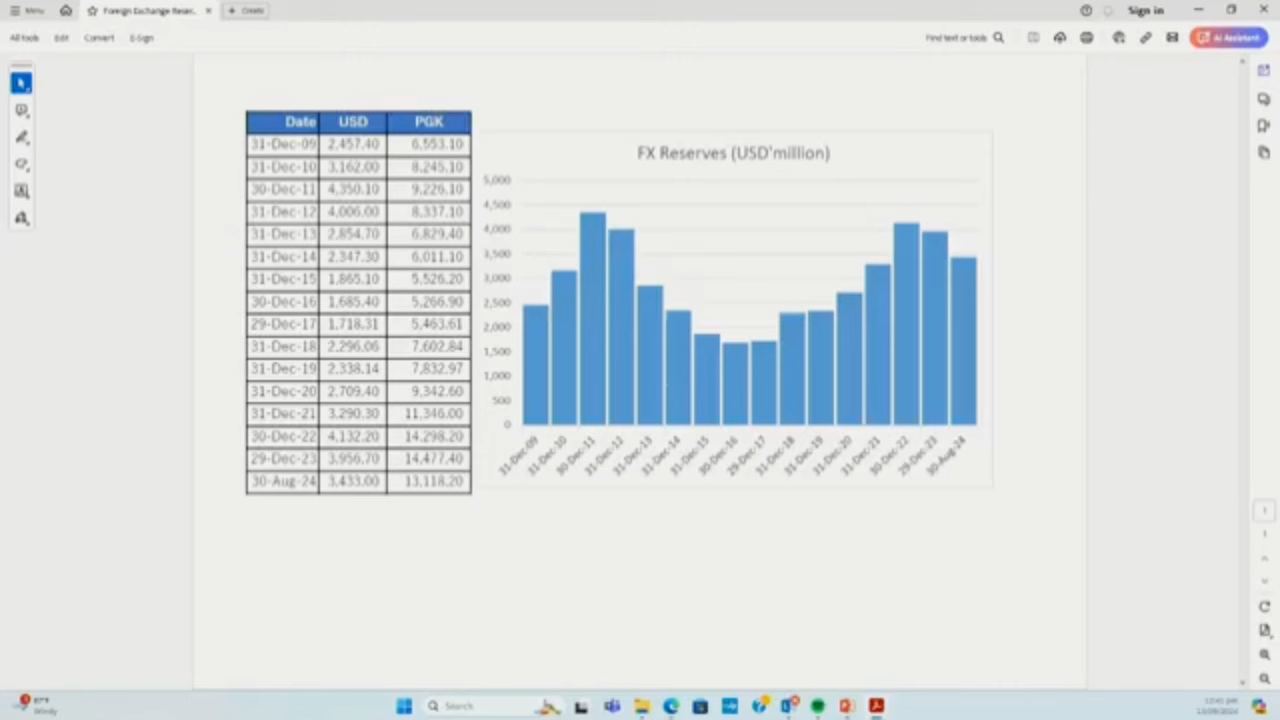 Menu
Foreign Exchange Reser..
+ Create
Sign in
All tools
Edit
Convert
E-Sign
Find text or tools
AI Assistant
Date USD PGK
31-Dec-09 2,457.40 6,553.10
31-Dec-10 3,162.00 8,245.10
30-Dec-11 4,350.10 9,226.10
31-Dec-12 4,006.00 8,337.10
31-Dec-13 2,854.70 6,829.40
31-Dec-14 2,347.30 6,011.10
31-Dec-15 1,865.10 5,526.20
30-Dec-16 1,685.40 5,266.90
29-Dec-17 1,718.31 5,463.61
31-Dec-18 2,296.06 7,602.84
31-Dec-19 2,338.14 7,832.97
31-Dec-20 2,709.40 9,342.60
31-Dec-21 3,290.30 11,346.00
30-Dec-22 4,132.20 14,298.20
29-Dec-23 3,956.70 14,477.40
30-Aug-24 3,433.00 13,118.20
FX Reserves (USD'million)
5,000
4,500
4,000
3,500
3,000
2,500
2,000
1,500
1,000
500
0
31-Dec-09
31-Dec-10
30-Dec-11
31-Dec-12
31-Dec-13
31-Dec-14
31-Dec-15
30-Dec-16
29-Dec-17
31-Dec-18
31-Dec-19
31-Dec-20
31-Dec-21
30-Dec-22
29-Dec-23
30-Aug-24
1
1
Windy
Search